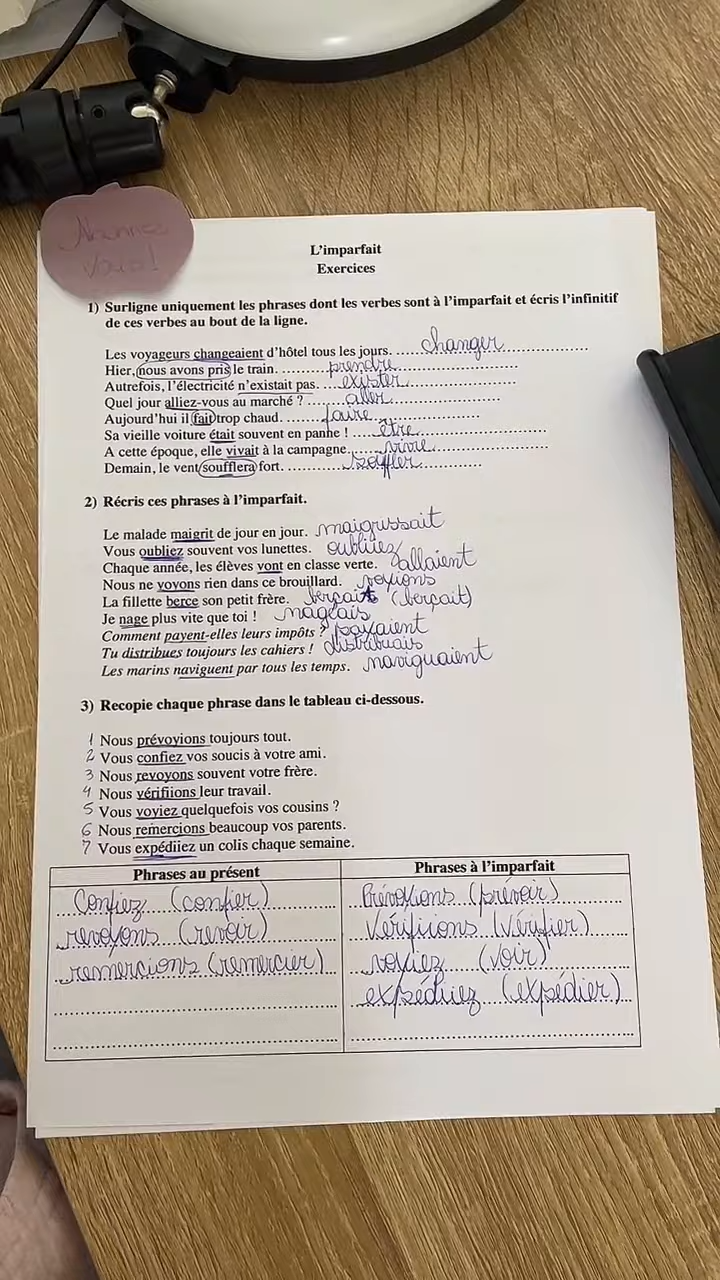 Abonnez
Vous!
L'imparfait
Exercices
1) Surligne uniquement les phrases dont les verbes sont à l'imparfait et écris l'infinitif
de ces verbes au bout de la ligne.
Les voyageurs changeaient d'hôtel tous les jours. changer
Hier, nous avons pris le train. prendre
Autrefois, l'électricité n'existait pas. exister
Quel jour alliez-vous au marché ? aller
Aujourd'hui il fait trop chaud. faire
Sa vieille voiture était souvent en panne ! être
A cette époque, elle vivait à la campagne. vivre
Demain, le vent soufflera fort. souffler
2) Récris ces phrases à l'imparfait.
Le malade maigrit de jour en jour. maigrissait
Vous oubliez souvent vos lunettes. oubliiez
Chaque année, les élèves vont en classe verte. allaient
Nous ne voyons rien dans ce brouillard. voyions
La fillette berce son petit frère. berçait (berçait)
Je nage plus vite que toi ! nageais
Comment payent-elles leurs impôts ? payaient
Tu distribues toujours les cahiers ! distribuais
Les marins naviguent par tous les temps. naviguaient
3) Recopie chaque phrase dans le tableau ci-dessous.
1 Nous prévoyions toujours tout.
2 Vous confiez vos soucis à votre ami.
3 Nous revoyons souvent votre frère.
4 Nous vérifiions leur travail.
5 Vous voyiez quelquefois vos cousins ?
6 Nous remercions beaucoup vos parents.
7 Vous expédiiez un colis chaque semaine.
Phrases au présent Phrases à l'imparfait
Confiez (confier) Prévoyions (prévoir)
revoyons (revoir) Vérifiions (Vérifier)
remercions (remercier) voyiez (voir)
expédiiez (expédier)